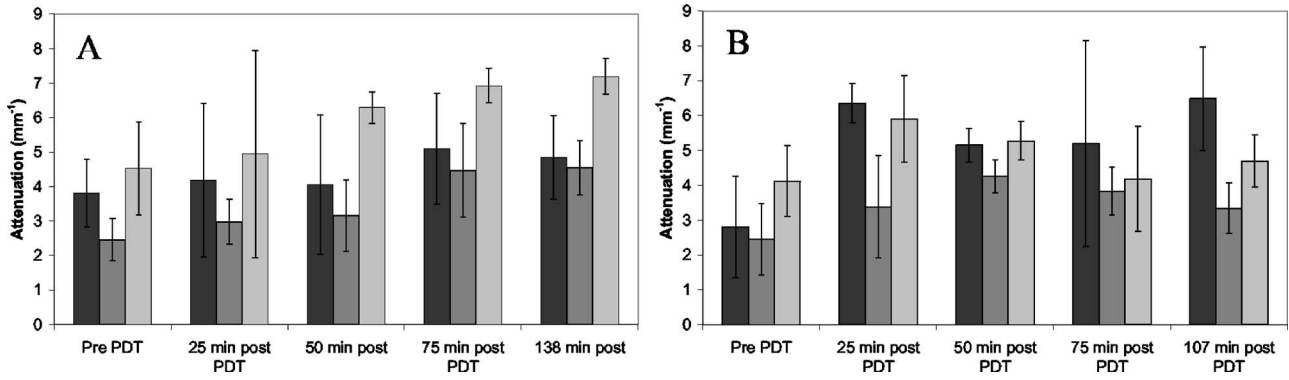 A
Attenuation (mm⁻¹)
9
8
7
6
5
4
3
2
1
0
Pre PDT
25 min post
PDT
50 min post
75 min post
PDT
138 min post
B
Attenuation (mm⁻¹)
9
8
7
6
5
4
3
2
1
0
Pre PDT
25 min post
PDT
50 min post
PDT
75 min post
PDT
107 min post
PDT